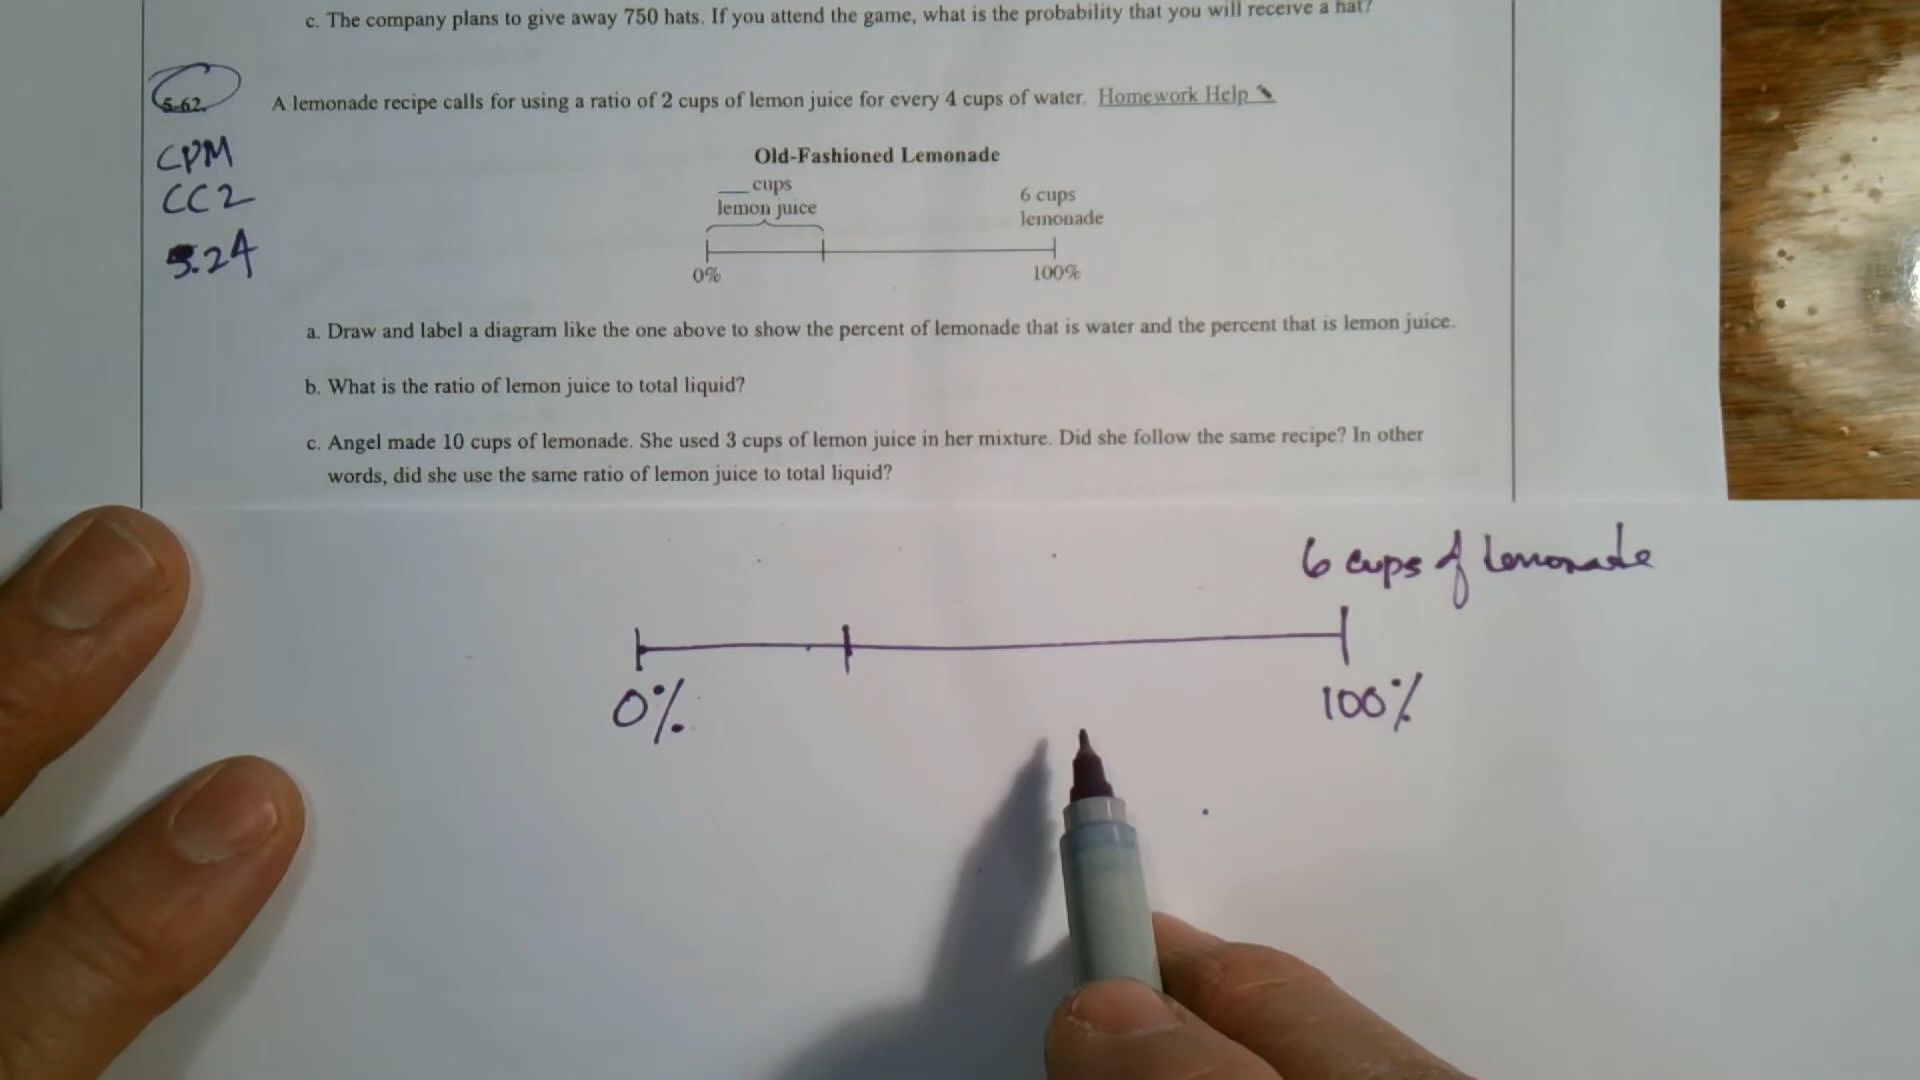 c. The company plans to give away 750 hats. If you attend the game, what is the probability that you will receive a hat?
5-62.
A lemonade recipe calls for using a ratio of 2 cups of lemon juice for every 4 cups of water. Homework Help ✎
CPM
CC2
5.24
Old-Fashioned Lemonade
___ cups
lemon juice
6 cups
lemonade
0%
100%
a. Draw and label a diagram like the one above to show the percent of lemonade that is water and the percent that is lemon juice.
b. What is the ratio of lemon juice to total liquid?
c. Angel made 10 cups of lemonade. She used 3 cups of lemon juice in her mixture. Did she follow the same recipe? In other
words, did she use the same ratio of lemon juice to total liquid?
6 cups of lemonade
0%
100%